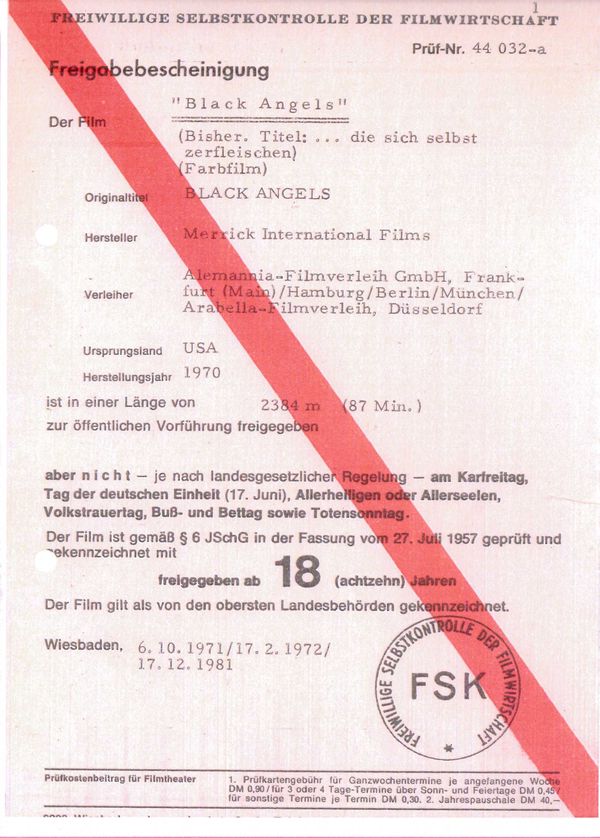 1
FREIWILLIGE SELBSTKONTROLLE DER FILMWIRTSCHAFT
Prüf-Nr. 44 032-a
Freigabebescheinigung
"Black Angels"
Der Film
(Bisher. Titel: ... die sich selbst
zerfleischen)
(Farbfilm)
Originaltitel BLACK ANGELS
Hersteller Merrick International Films
Alemannia-Filmverleih GmbH, Frank-
Verleiher furt (Main)/Hamburg/Berlin/München/
Arabella-Filmverleih, Düsseldorf
Ursprungsland USA
Herstellungsjahr 1970
ist in einer Länge von 2384 m (87 Min.)
zur öffentlichen Vorführung freigegeben
aber nicht — je nach landesgesetzlicher Regelung — am Karfreitag,
Tag der deutschen Einheit (17. Juni), Allerheiligen oder Allerseelen,
Volkstrauertag, Buß- und Bettag sowie Totensonntag.
Der Film ist gemäß § 6 JSchG in der Fassung vom 27. Juli 1957 geprüft und
gekennzeichnet mit
freigegeben ab 18 (achtzehn) Jahren
Der Film gilt als von den obersten Landesbehörden gekennzeichnet.
Wiesbaden, 6. 10. 1971/17. 2. 1972/
17. 12. 1981
FREIWILLIGE SELBSTKONTROLLE DER FILMWIRTSCHAFT
FSK
Prüfkostenbeitrag für Filmtheater 1. Prüfkartengebühr für Ganzwochentermine je angefangene Woche
DM 0,90/für 3 oder 4 Tage-Termine über Sonn- und Feiertage DM 0,45/
für sonstige Termine je Termin DM 0,30. 2. Jahrespauschale DM 40,—